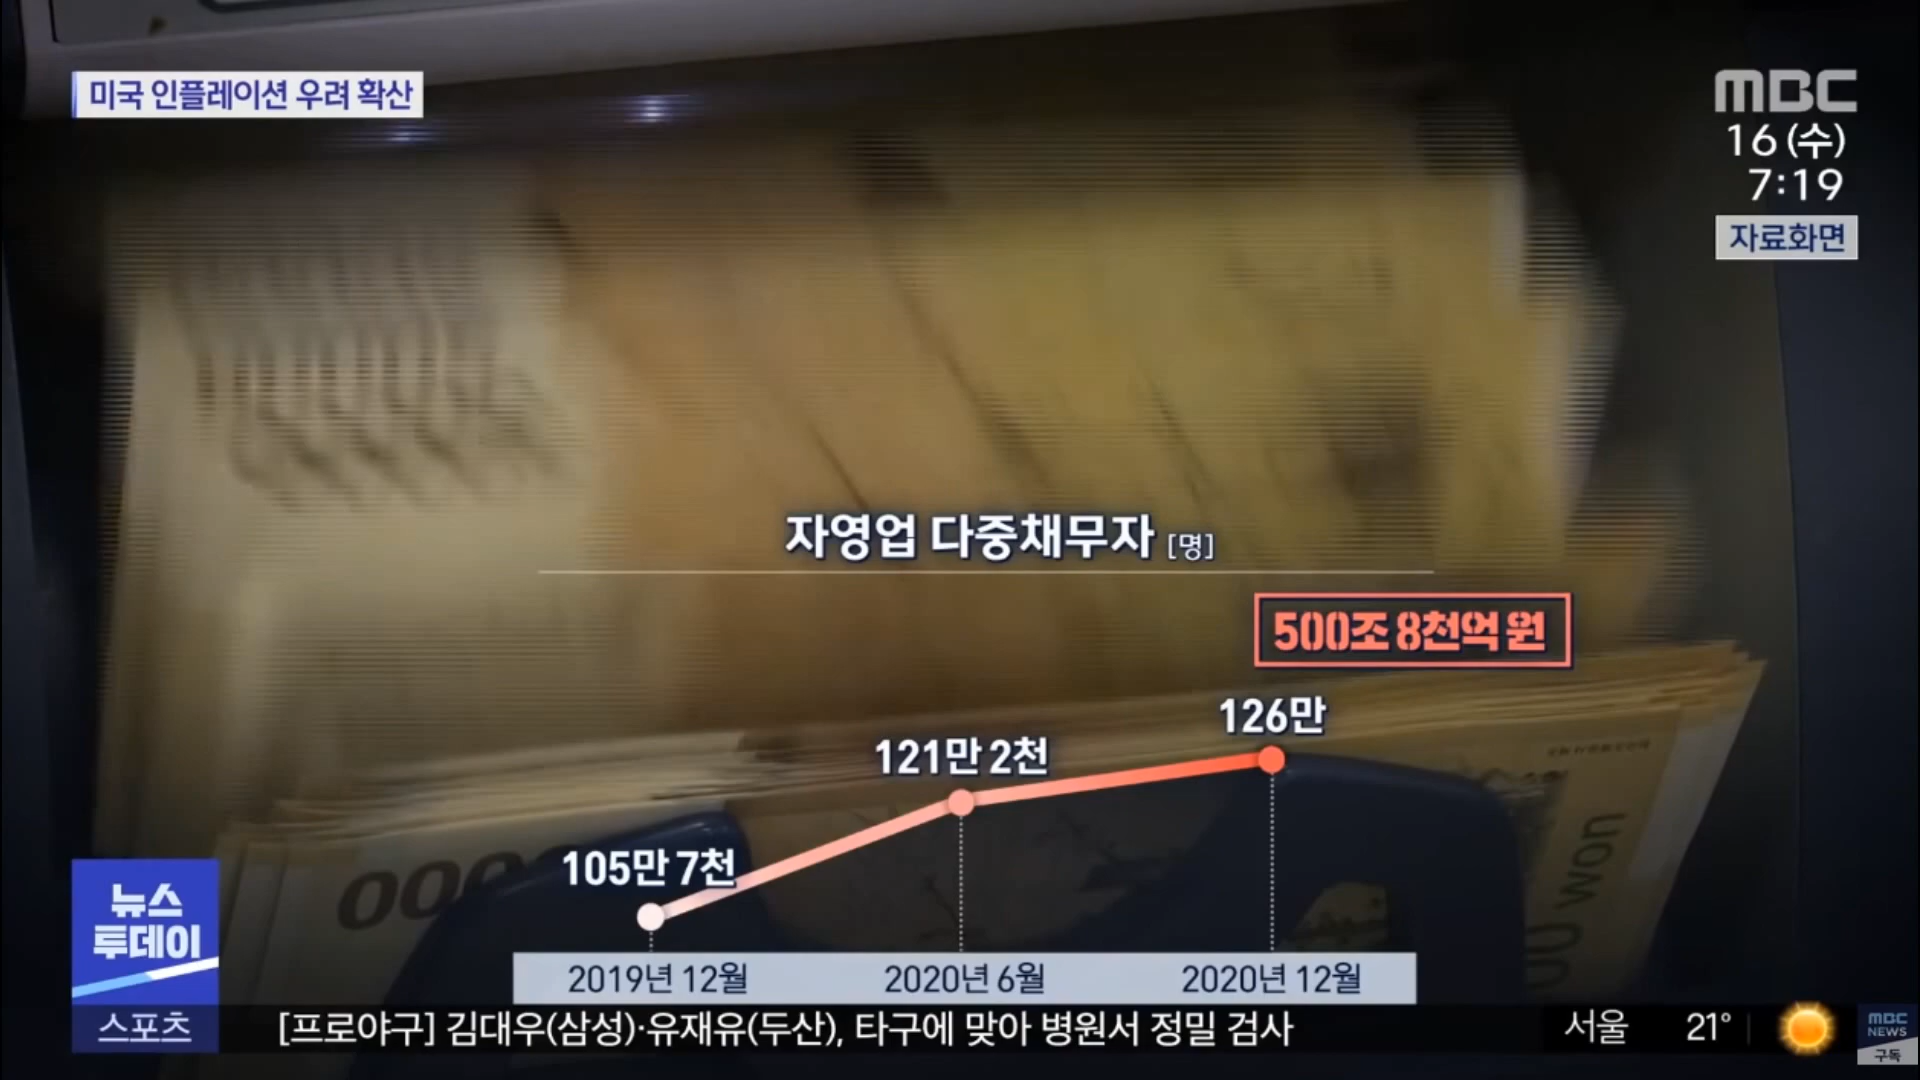 미국 인플레이션 우려 확산
MBC
16 (수)
7:19
자료화면
자영업 다중채무자 [명]
500조 8천억 원
126만
121만 2천
105만 7천
2019년 12월 2020년 6월 2020년 12월
뉴스
투데이
스포츠 [프로야구] 김대우(삼성)·유재유(두산), 타구에 맞아 병원서 정밀 검사 서울 21°
MBC
NEWS
구독
000
won